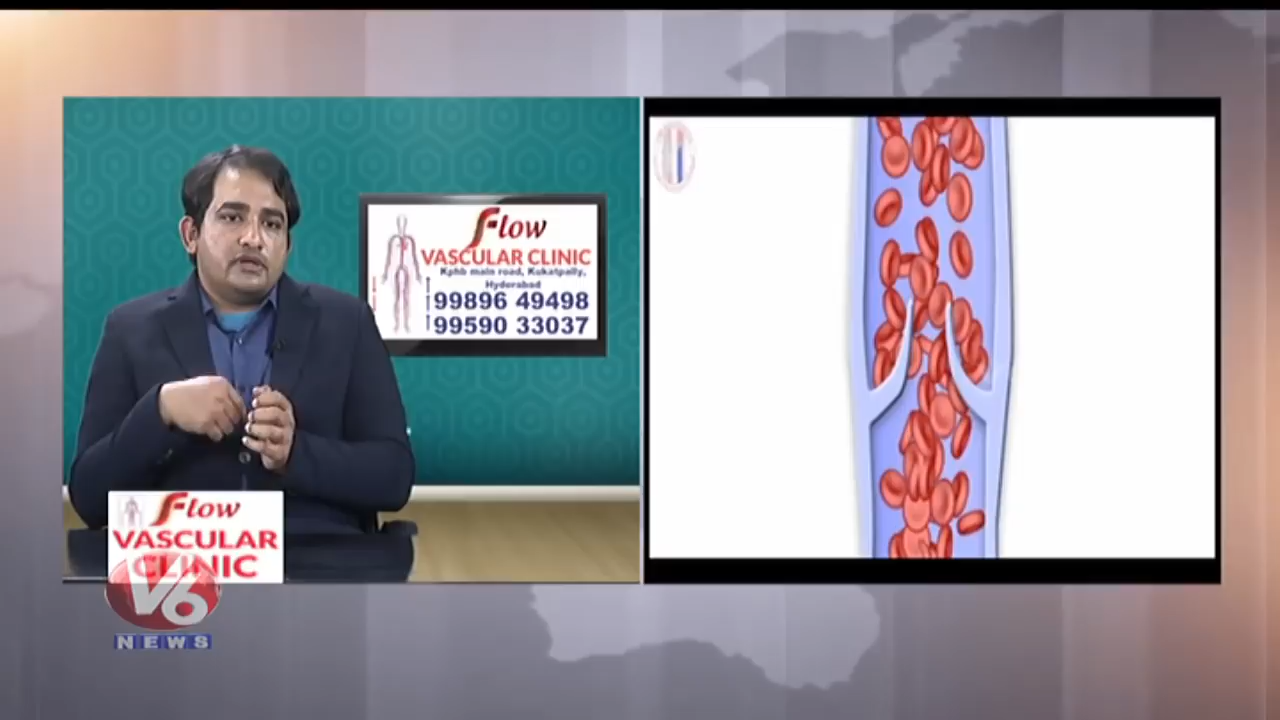 Flow
VASCULAR CLINIC
Kphb main road, Kukatpally,
Hyderabad
99896 49498
99590 33037
Flow
VASCULAR
CLINIC
V6
NEWS